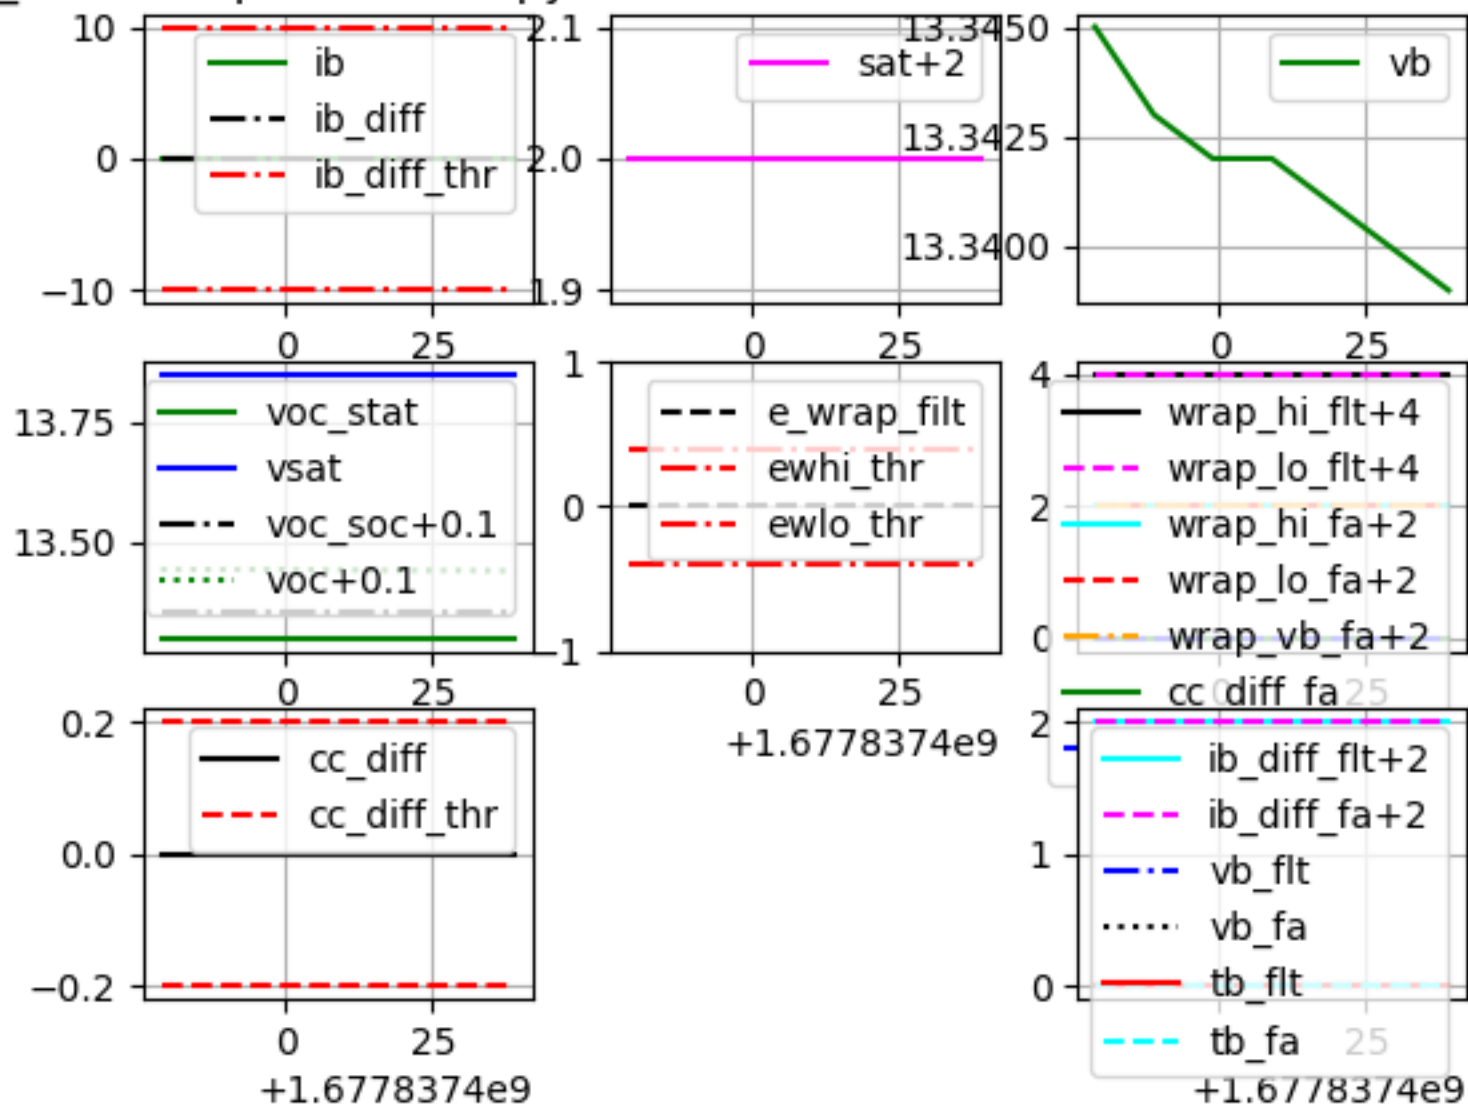 10
0
−10
ib
ib_diff
ib_diff_thr
0
25
2.1
2.0
1.9
sat+2
0
25
13.3450
13.3425
13.3400
vb
0
25
13.75
13.50
voc_stat
vsat
voc_soc+0.1
voc+0.1
0
25
1
0
−1
e_wrap_filt
ewhi_thr
ewlo_thr
0
25
+1.6778374e9
4
2
0
wrap_hi_flt+4
wrap_lo_flt+4
wrap_hi_fa+2
wrap_lo_fa+2
wrap_vb_fa+2
cc_diff_fa
0
25
0.2
0.0
−0.2
cc_diff
cc_diff_thr
0
25
+1.6778374e9
2
1
0
ib_diff_flt+2
ib_diff_fa+2
vb_flt
vb_fa
tb_flt
tb_fa
25
+1.6778374e9